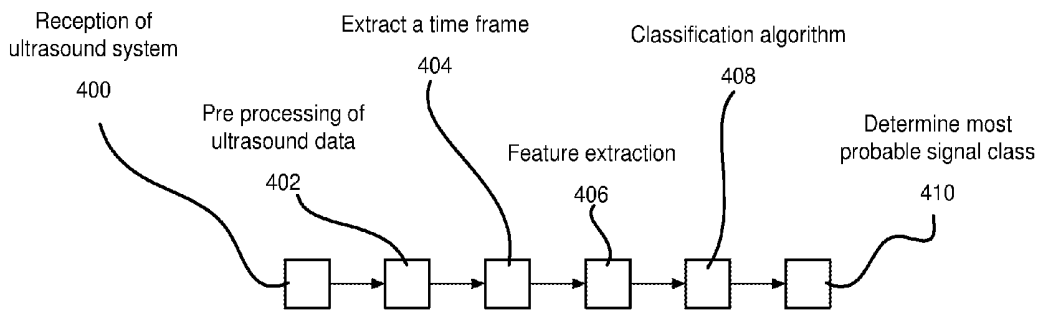 Reception of
ultrasound system
400
Pre processing of
ultrasound data
402
Extract a time frame
404
Feature extraction
406
Classification algorithm
408
Determine most
probable signal class
410